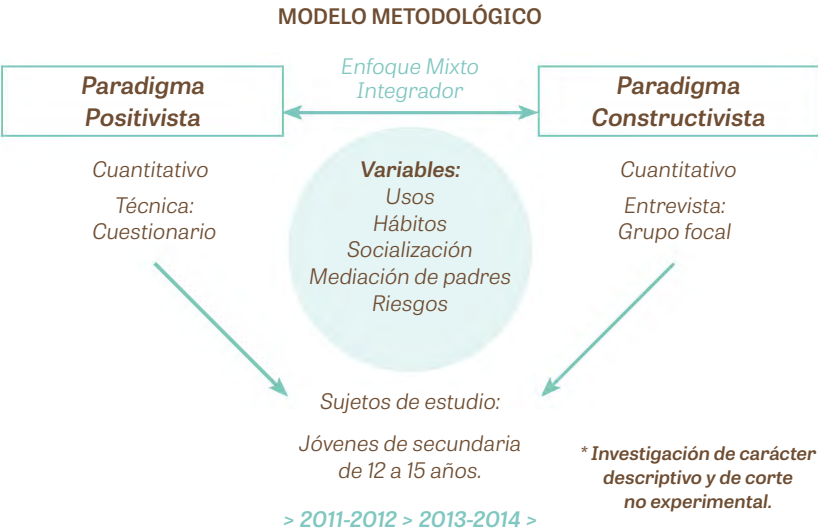 MODELO METODOLÓGICO
Enfoque Mixto
Integrador
Paradigma
Positivista
Paradigma
Constructivista
Cuantitativo
Técnica:
Cuestionario
Variables:
Usos
Hábitos
Socialización
Mediación de padres
Riesgos
Cuantitativo
Entrevista:
Grupo focal
Sujetos de estudio:
Jóvenes de secundaria
de 12 a 15 años.
> 2011-2012 > 2013-2014 >
* Investigación de carácter
descriptivo y de corte
no experimental.